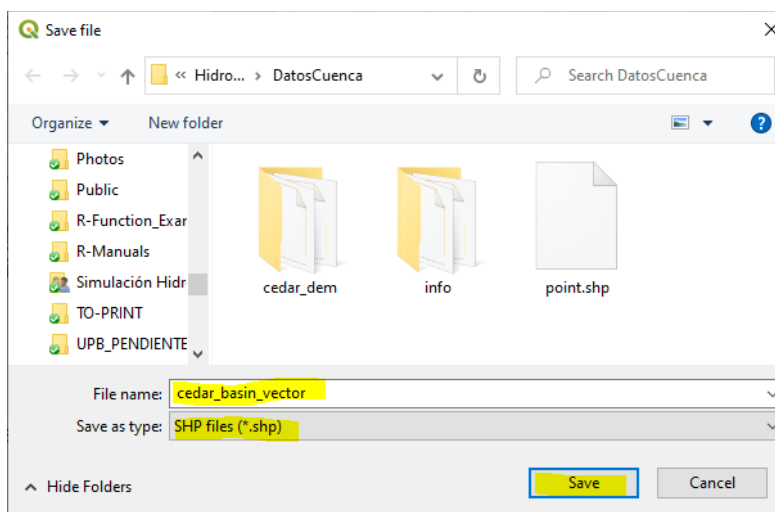 Save file
« Hidro... > DatosCuenca
Search DatosCuenca
Organize
New folder
Photos
Public
R-Function_Exar
R-Manuals
Simulación Hidr
TO-PRINT
UPB_PENDIENTE
cedar_dem
info
point.shp
File name: cedar_basin_vector
Save as type: SHP files (*.shp)
Hide Folders
Save
Cancel